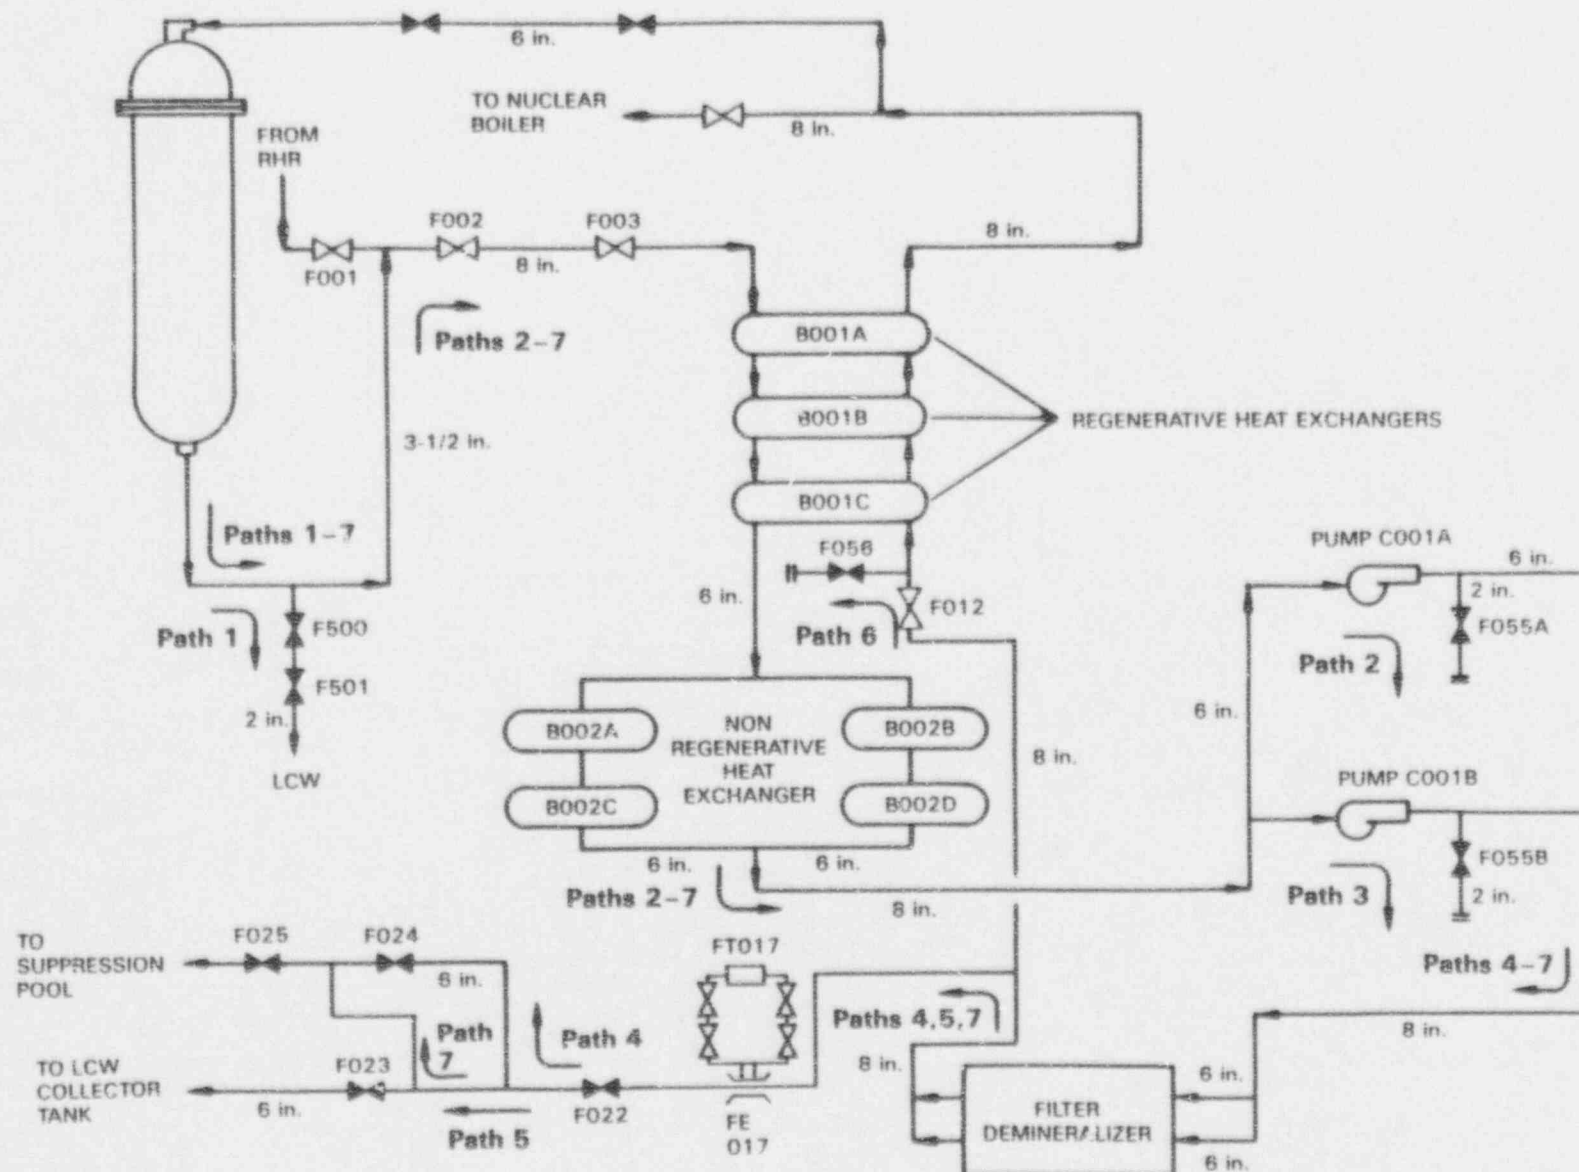 6 in.
TO NUCLEAR
BOILER
8 in.
FROM
RHR
F001
F002
F003
8 in.
8 in.
Paths 2-7
B001A
B001B
B001C
REGENERATIVE HEAT EXCHANGERS
3-1/2 in.
Paths 1-7
Path 1
F500
F501
2 in.
LCW
F056
6 in.
F012
Path 6
PUMP C001A
6 in.
2 in.
F055A
Path 2
6 in.
B002A
B002B
NON
REGENERATIVE
HEAT
EXCHANGER
B002C
B002D
8 in.
PUMP C001B
F055B
2 in.
Path 3
6 in.
6 in.
Paths 2-7
8 in.
Paths 4-7
TO
SUPPRESSION
POOL
F025
F024
6 in.
FT017
Path
7
Path 4
Paths 4,5,7
8 in.
8 in.
TO LCW
COLLECTOR
TANK
F023
6 in.
F022
Path 5
FE
017
FILTER
DEMINERALIZER
6 in.
6 in.